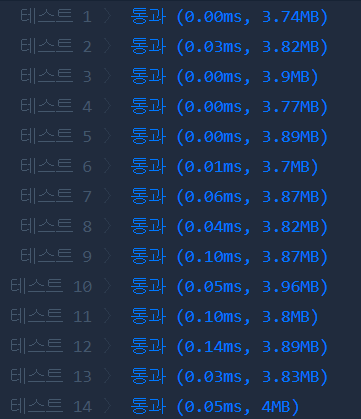 테스트 1 〉 통과 (0.00ms, 3.74MB)
테스트 2 〉 통과 (0.03ms, 3.82MB)
테스트 3 〉 통과 (0.00ms, 3.9MB)
테스트 4 〉 통과 (0.00ms, 3.77MB)
테스트 5 〉 통과 (0.00ms, 3.89MB)
테스트 6 〉 통과 (0.01ms, 3.7MB)
테스트 7 〉 통과 (0.06ms, 3.87MB)
테스트 8 〉 통과 (0.04ms, 3.82MB)
테스트 9 〉 통과 (0.10ms, 3.87MB)
테스트 10 〉 통과 (0.05ms, 3.96MB)
테스트 11 〉 통과 (0.10ms, 3.8MB)
테스트 12 〉 통과 (0.14ms, 3.89MB)
테스트 13 〉 통과 (0.03ms, 3.83MB)
테스트 14 〉 통과 (0.05ms, 4MB)